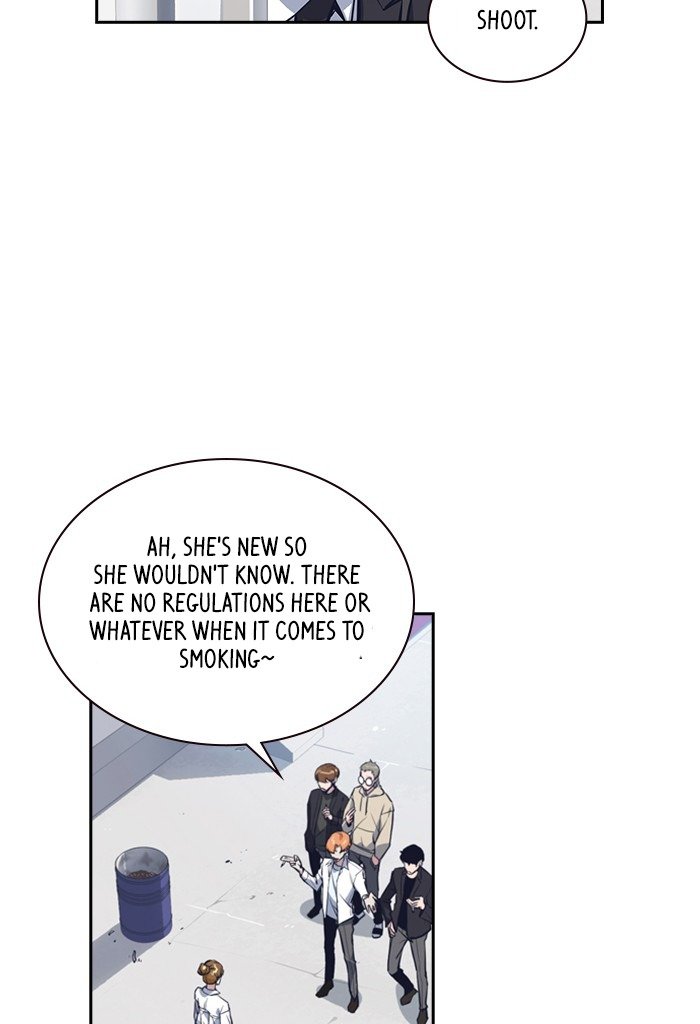 SHOOT.
AH, SHE'S NEW SO
SHE WOULDN'T KNOW. THERE
ARE NO REGULATIONS HERE OR
WHATEVER WHEN IT COMES TO
SMOKING~